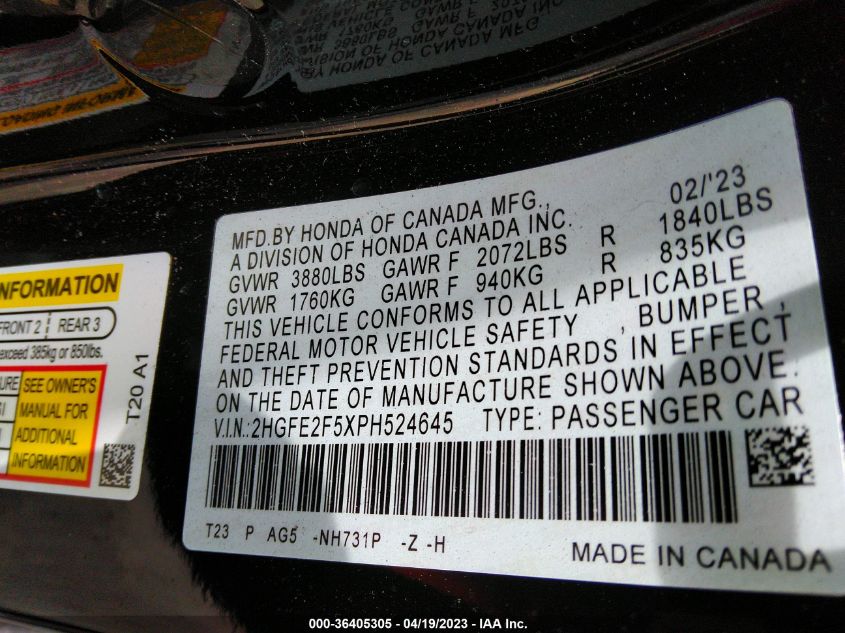 MFD.BY HONDA OF CANADA MFG., 02/'23
A DIVISION OF HONDA CANADA INC.
GVWR 3880LBS GAWR F 2072LBS R 1840LBS
GVWR 1760KG GAWR F 940KG R 835KG
THIS VEHICLE CONFORMS TO ALL APPLICABLE
FEDERAL MOTOR VEHICLE SAFETY , BUMPER ,
AND THEFT PREVENTION STANDARDS IN EFFECT
ON THE DATE OF MANUFACTURE SHOWN ABOVE.
V.I.N.: 2HGFE2F5XPH524645 TYPE: PASSENGER CAR
T23 P AG5 -NH731P -Z -H
MADE IN CANADA
INFORMATION
FRONT 2 REAR 3
exceed 385kg or 850lbs.
SEE OWNER'S
MANUAL FOR
ADDITIONAL
INFORMATION
T20 A1
000-36405305 - 04/19/2023 - IAA Inc.